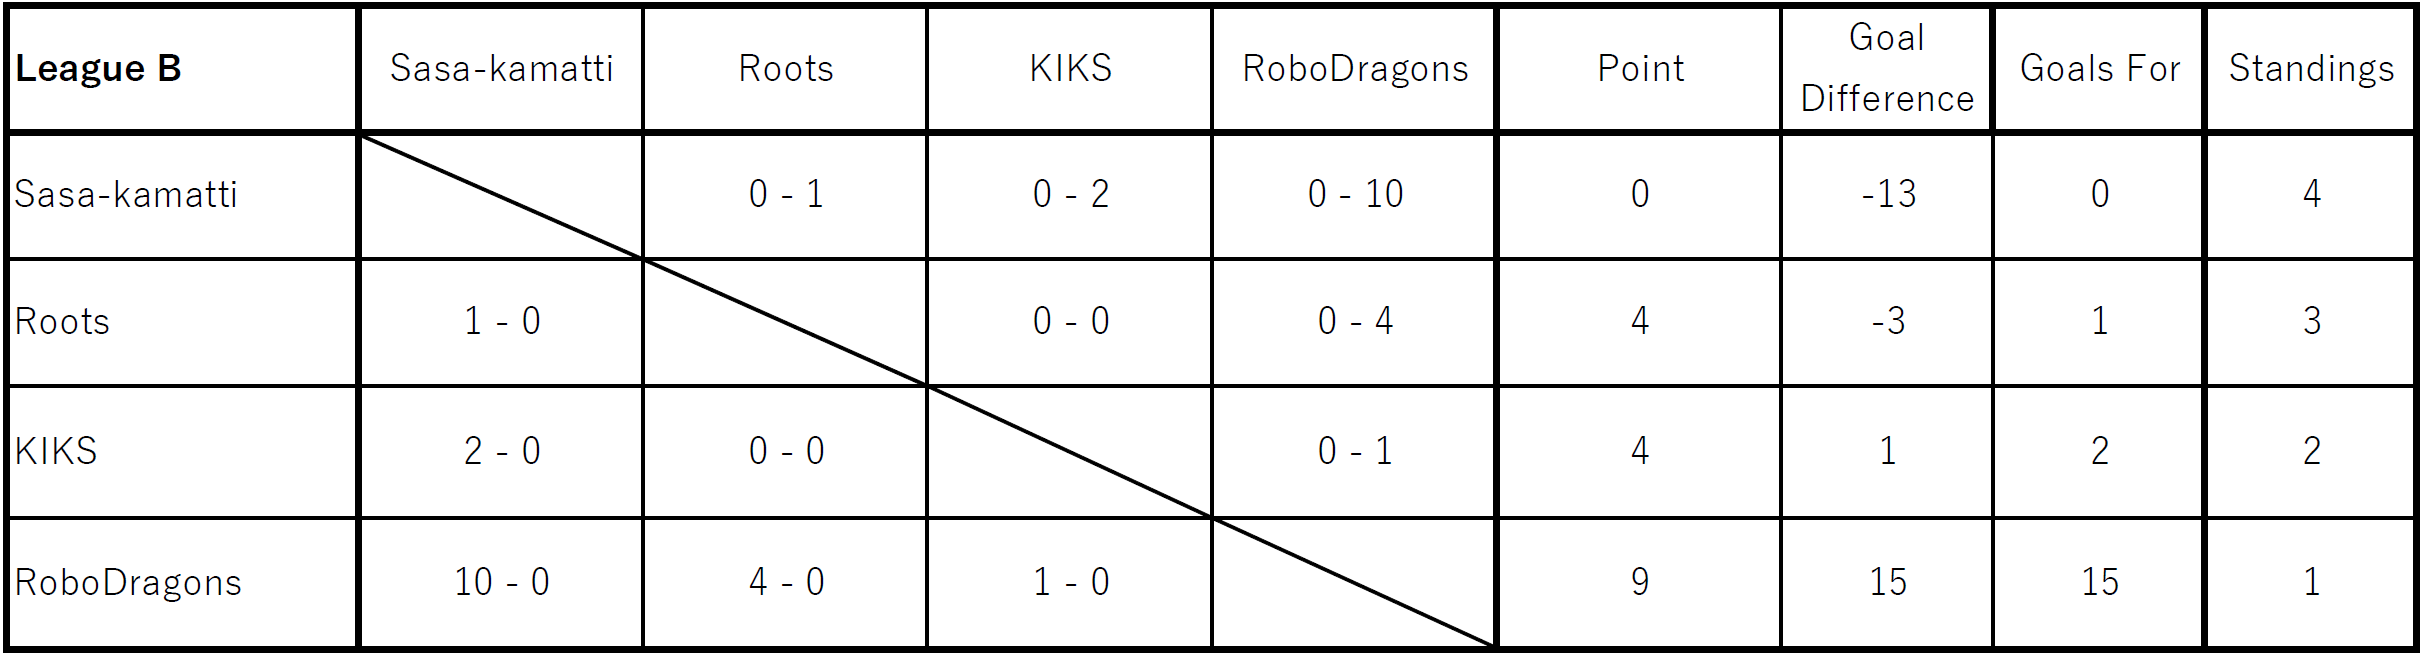 League B Sasa-kamatti Roots KIKS RoboDragons Point Goal Difference Goals For Standings
Sasa-kamatti 0 - 1 0 - 2 0 - 10 0 -13 0 4
Roots 1 - 0 0 - 0 0 - 4 4 -3 1 3
KIKS 2 - 0 0 - 0 0 - 1 4 1 2 2
RoboDragons 10 - 0 4 - 0 1 - 0 9 15 15 1